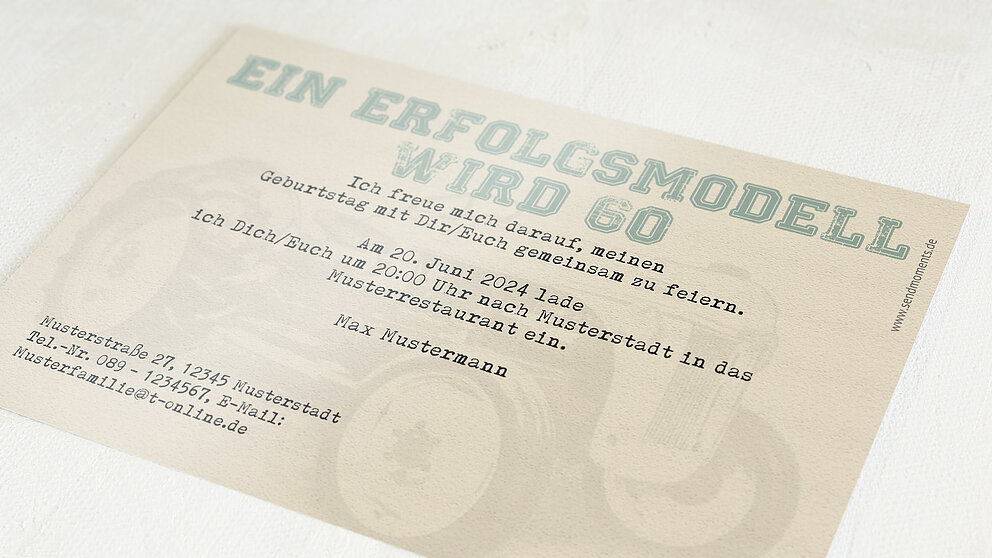 EIN ERFOLGSMODELL
WIRD 60
Ich freue mich darauf, meinen
Geburtstag mit Dir/Euch gemeinsam zu feiern.
Am 20. Juni 2024 lade
ich Dich/Euch um 20:00 Uhr nach Musterstadt in das
Musterrestaurant ein.
Max Mustermann
Musterstraße 27, 12345 Musterstadt
Tel.-Nr. 089 - 1234567, E-Mail:
Musterfamilie@t-online.de
www.sendmoments.de